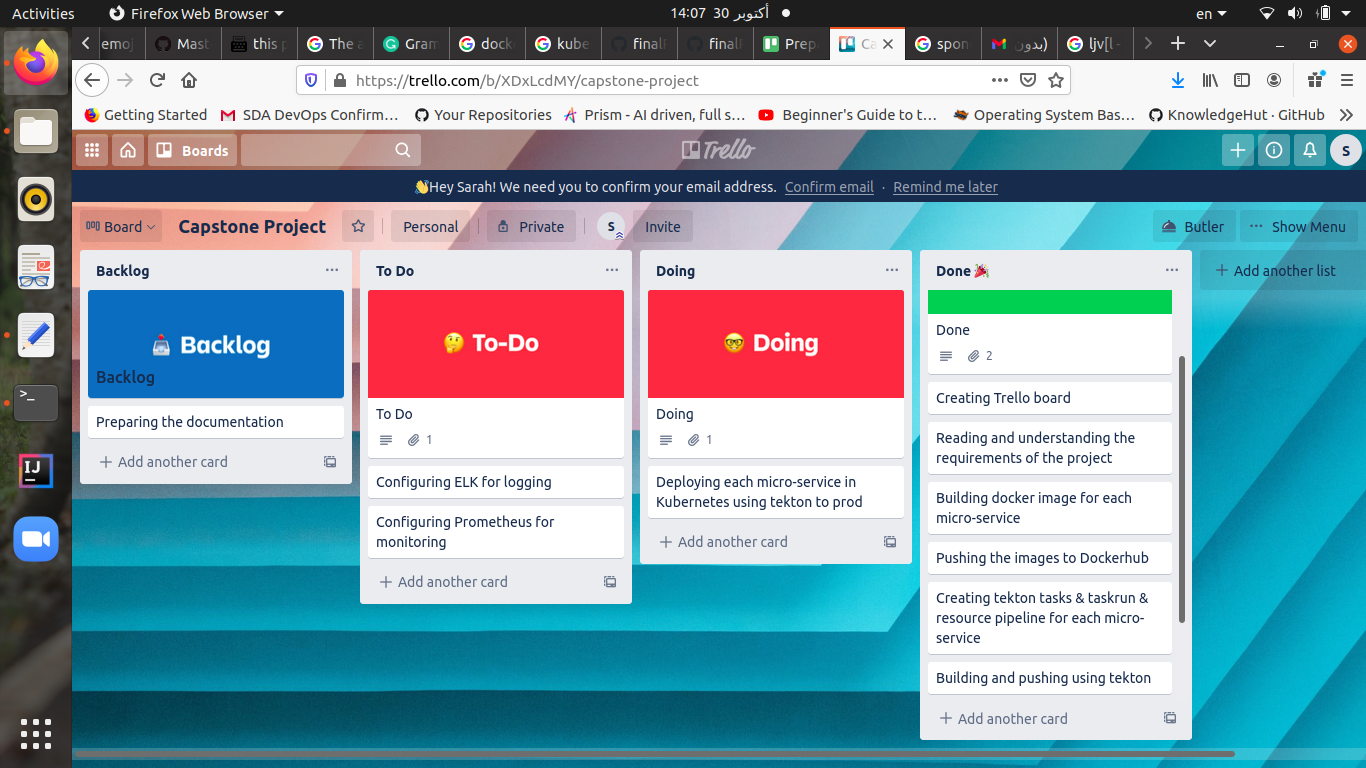 Activities
Firefox Web Browser
14:07 30 أكتوبر
en
emoj
Mast
this p
The a
Gram
dock
kube
finalF
finalF
Prep
Ca
spon
بدون)
ljv[l -
https://trello.com/b/XDxLcdMY/capstone-project
Getting Started
SDA DevOps Confirm…
Your Repositories
Prism - AI driven, full s…
Beginner's Guide to t…
Operating System Bas…
KnowledgeHut · GitHub
Boards
Trello
S
👋Hey Sarah! We need you to confirm your email address. Confirm email · Remind me later
Board
Capstone Project
Personal
Private
S
Invite
Butler
··· Show Menu
Backlog
📥 Backlog
Backlog
Preparing the documentation
+ Add another card
To Do
🤔 To-Do
To Do
1
Configuring ELK for logging
Configuring Prometheus for
monitoring
+ Add another card
Doing
🤓 Doing
Doing
1
Deploying each micro-service in
Kubernetes using tekton to prod
+ Add another card
Done 🎉
Done
2
Creating Trello board
Reading and understanding the
requirements of the project
Building docker image for each
micro-service
Pushing the images to Dockerhub
Creating tekton tasks & taskrun &
resource pipeline for each micro-
service
Building and pushing using tekton
+ Add another card
+ Add another list
>_
IJ